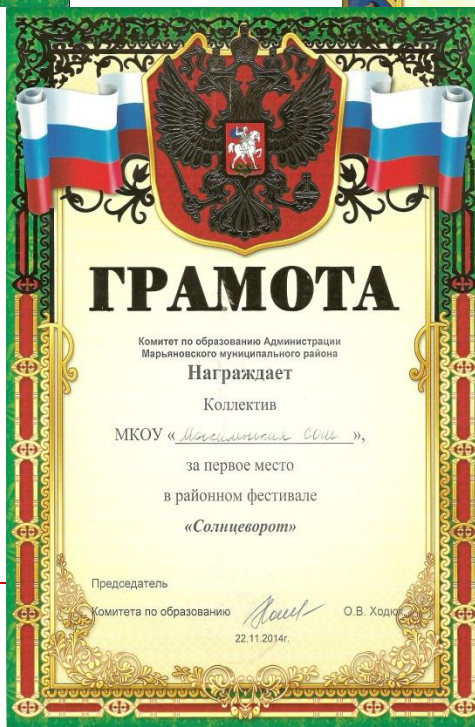 ГРАМОТА
Комитет по образованию Администрации
Марьяновского муниципального района
Награждает
Коллектив
МКОУ « сош »,
за первое место
в районном фестивале
«Солнцеворот»
Председатель
Комитета по образованию О.В. Ходюк
22.11.2014г.